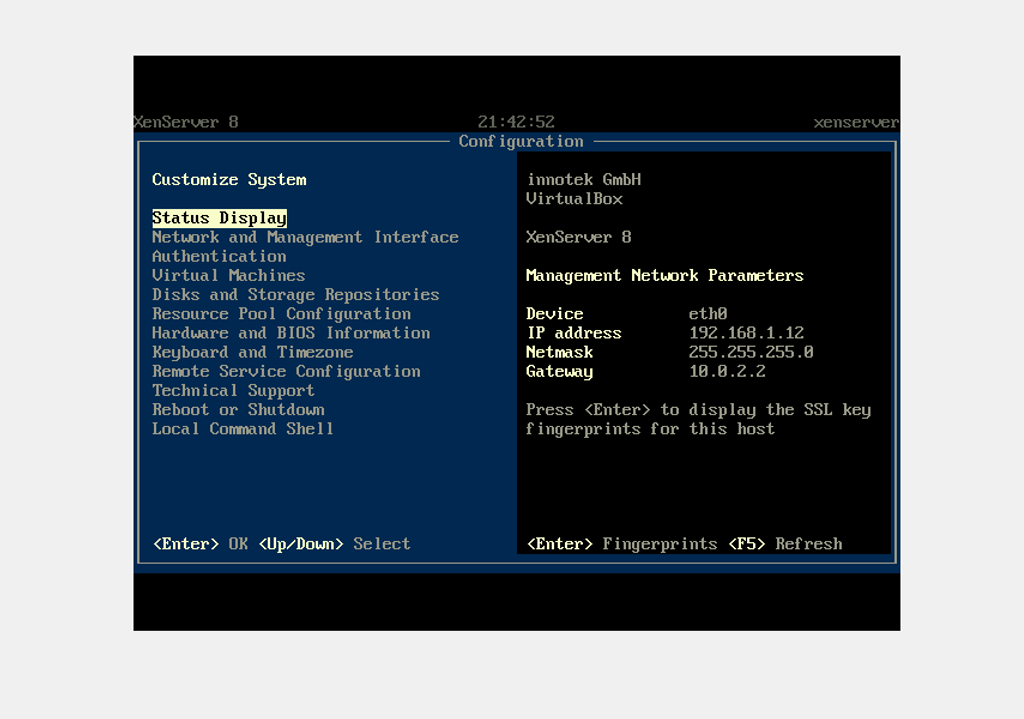 XenServer 8 21:42:52 xenserver
Configuration
Customize System
Status Display
Network and Management Interface
Authentication
Virtual Machines
Disks and Storage Repositories
Resource Pool Configuration
Hardware and BIOS Information
Keyboard and Timezone
Remote Service Configuration
Technical Support
Reboot or Shutdown
Local Command Shell
<Enter> OK <Up/Down> Select
innotek GmbH
VirtualBox
XenServer 8
Management Network Parameters
Device eth0
IP address 192.168.1.12
Netmask 255.255.255.0
Gateway 10.0.2.2
Press <Enter> to display the SSL key
fingerprints for this host
<Enter> Fingerprints <F5> Refresh